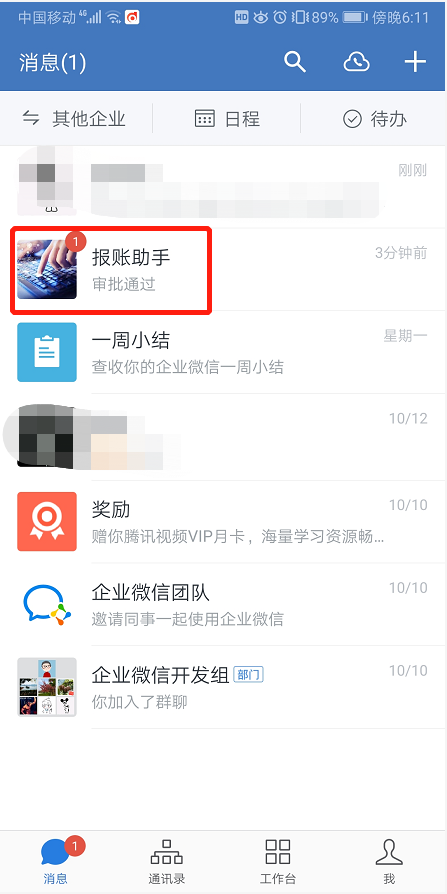 中国移动 4G HD 89% 傍晚6:11
消息(1)
其他企业 日程 待办
刚刚
1
报账助手 3分钟前
审批通过
一周小结 星期一
查收你的企业微信一周小结
10/12
奖励 10/10
赠你腾讯视频VIP月卡，海量学习资源畅...
企业微信团队 10/10
邀请同事一起使用企业微信
企业微信开发组 部门 10/10
你加入了群聊
1
消息 通讯录 工作台 我